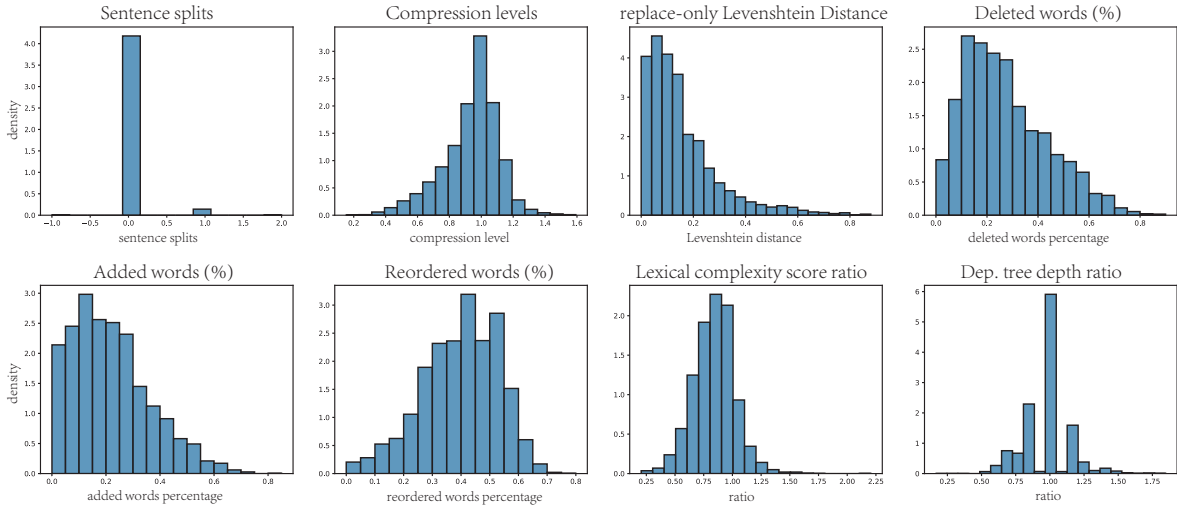 Sentence splits
4.0
3.5
3.0
2.5
2.0
1.5
1.0
0.5
0.0
density
−1.0 −0.5 0.0 0.5 1.0 1.5 2.0
sentence splits
Compression levels
3.0
2.5
2.0
1.5
1.0
0.5
0.0
0.2 0.4 0.6 0.8 1.0 1.2 1.4 1.6
compression level
replace-only Levenshtein Distance
4
3
2
1
0
0.0 0.2 0.4 0.6 0.8
Levenshtein distance
Deleted words (%)
2.5
2.0
1.5
1.0
0.5
0.0
0.0 0.2 0.4 0.6 0.8
deleted words percentage
Added words (%)
3.0
2.5
2.0
1.5
1.0
0.5
0.0
density
0.0 0.2 0.4 0.6 0.8
added words percentage
Reordered words (%)
3.0
2.5
2.0
1.5
1.0
0.5
0.0
0.0 0.1 0.2 0.3 0.4 0.5 0.6 0.7 0.8
reordered words percentage
Lexical complexity score ratio
2.0
1.5
1.0
0.5
0.0
0.25 0.50 0.75 1.00 1.25 1.50 1.75 2.00 2.25
ratio
Dep. tree depth ratio
6
5
4
3
2
1
0
0.25 0.50 0.75 1.00 1.25 1.50 1.75
ratio